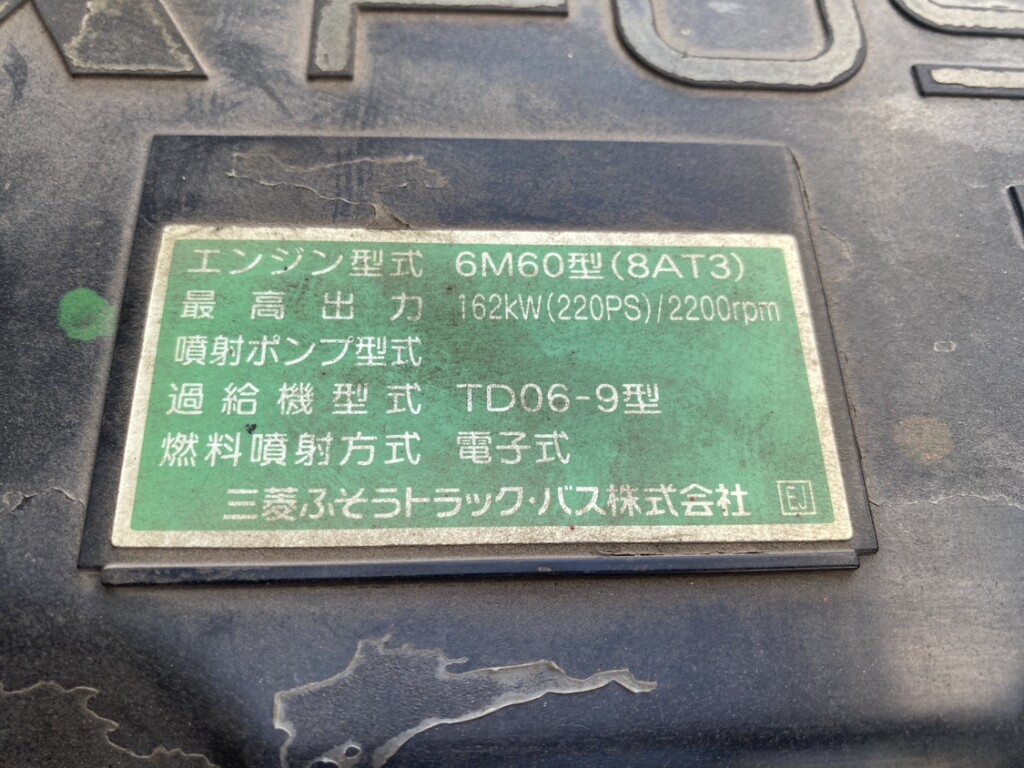 エンジン型式 6M60型(8AT3)
最高出力 162kW(220PS)/2200rpm
噴射ポンプ型式
過給機型式 TD06-9型
燃料噴射方式 電子式
三菱ふそうトラック・バス株式会社 EJ